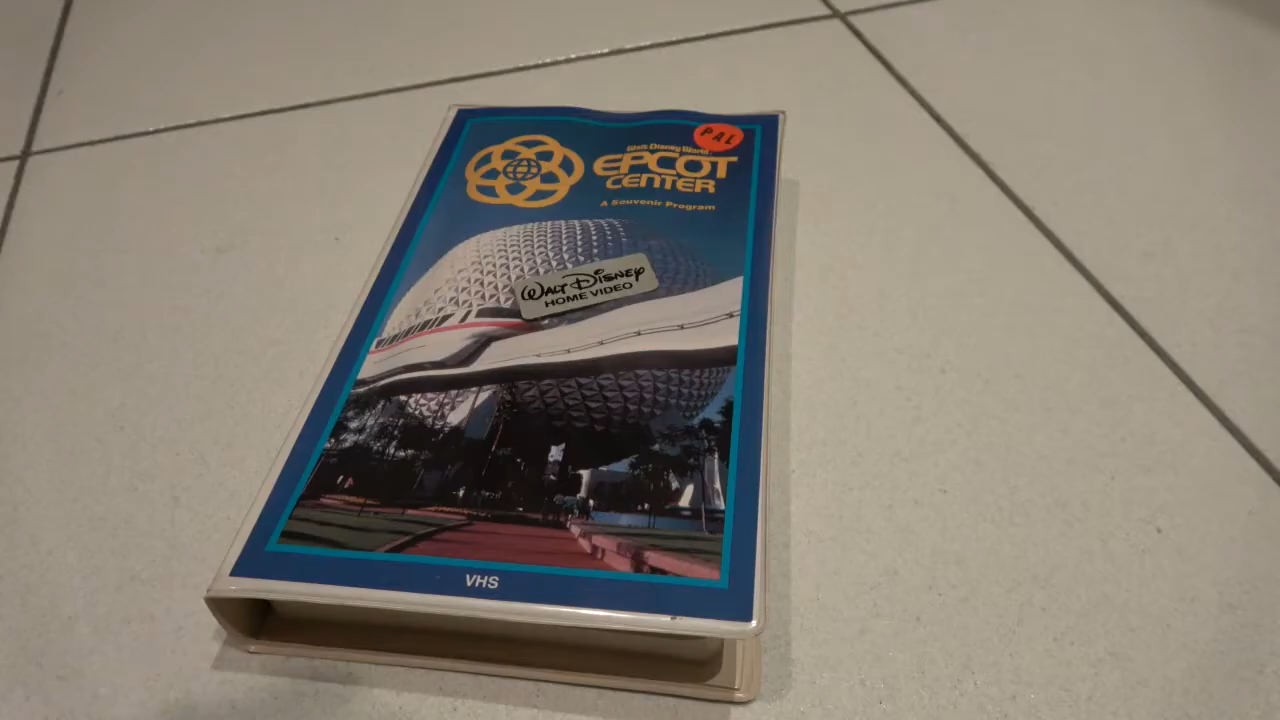 PAL
Walt Disney World
EPCOT
CENTER
A Souvenir Program
WALT DISNEY
HOME VIDEO
VHS